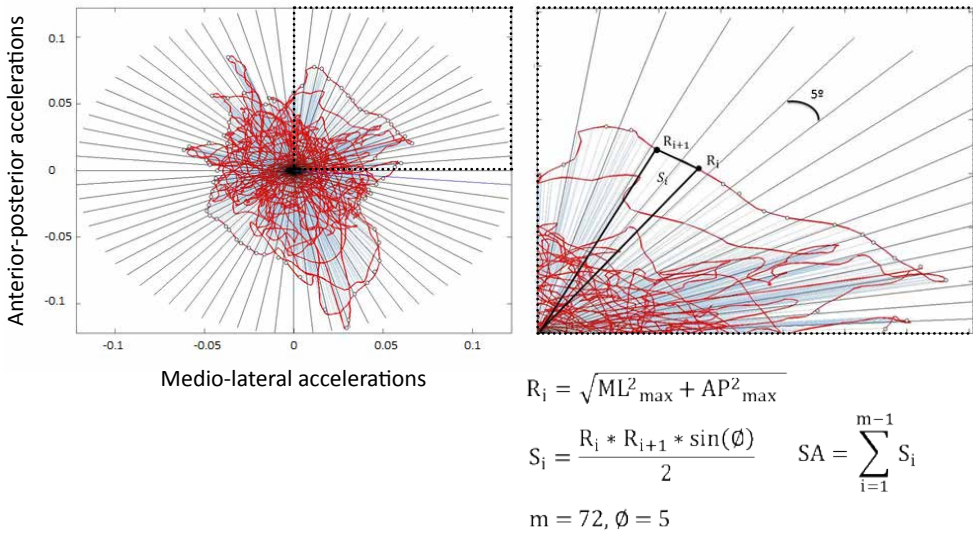 Anterior-posterior accelerations
0.1
0.05
0
-0.05
-0.1
-0.1
-0.05
0
0.05
0.1
Medio-lateral accelerations
5º
R_{i+1}
R_i
S_i
R_i = √(ML²_max + AP²_max)
S_i = (R_i * R_{i+1} * sin(Ø)) / 2
SA = ∑_{i=1}^{m−1} S_i
m = 72, Ø = 5